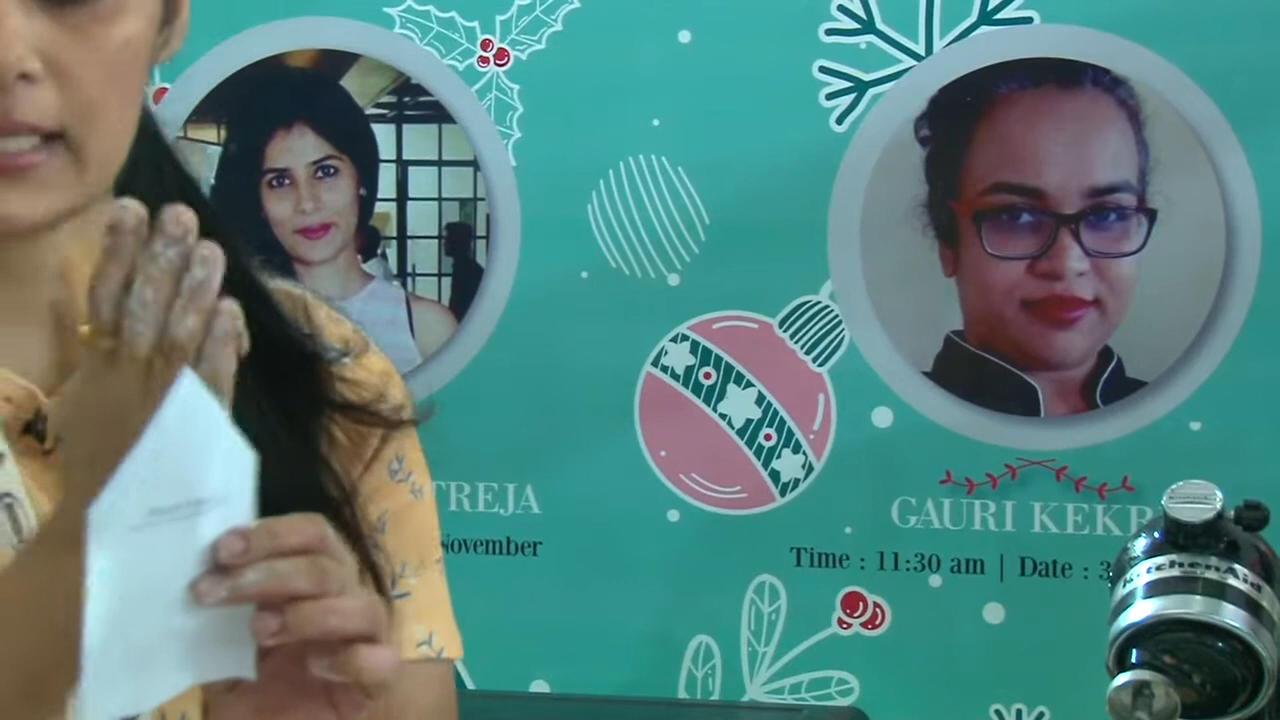 TREJA
November
GAURI KEKR
Time : 11:30 am | Date : 3
KitchenAid